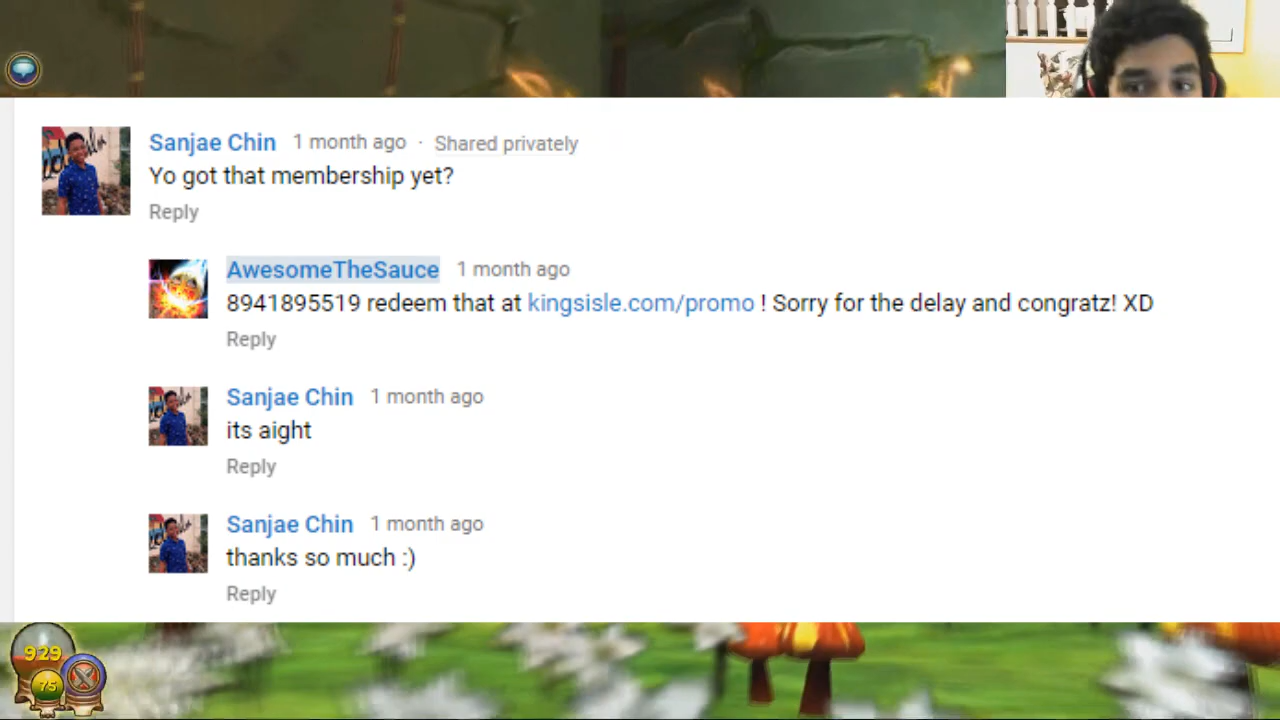 Sanjae Chin 1 month ago · Shared privately
Yo got that membership yet?
Reply
AwesomeTheSauce 1 month ago
8941895519 redeem that at kingsisle.com/promo ! Sorry for the delay and congratz! XD
Reply
Sanjae Chin 1 month ago
its aight
Reply
Sanjae Chin 1 month ago
thanks so much :)
Reply
929
75